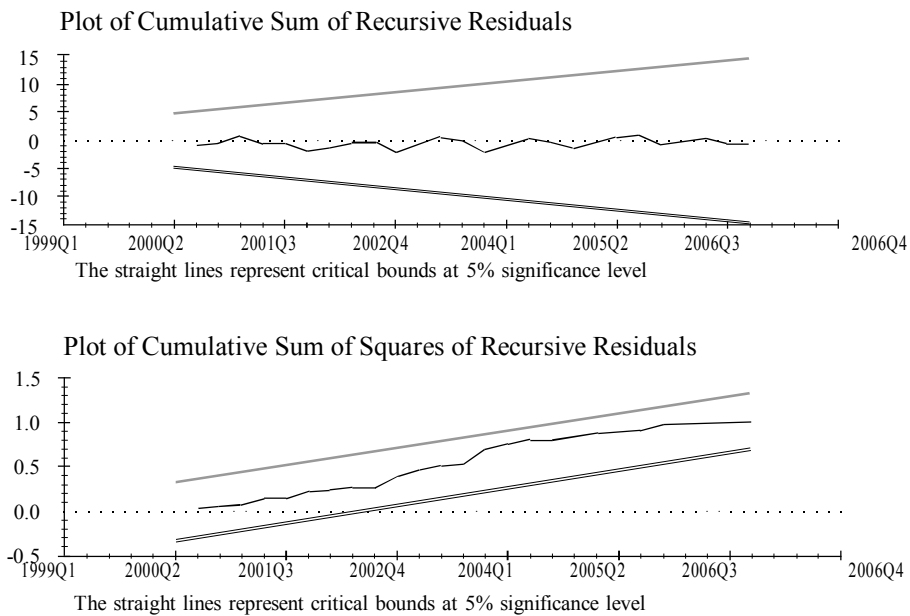 Plot of Cumulative Sum of Recursive Residuals
15
10
5
0
-5
-10
-15
1999Q1 2000Q2 2001Q3 2002Q4 2004Q1 2005Q2 2006Q3 2006Q4
The straight lines represent critical bounds at 5% significance level
Plot of Cumulative Sum of Squares of Recursive Residuals
1.5
1.0
0.5
0.0
-0.5
1999Q1 2000Q2 2001Q3 2002Q4 2004Q1 2005Q2 2006Q3 2006Q4
The straight lines represent critical bounds at 5% significance level